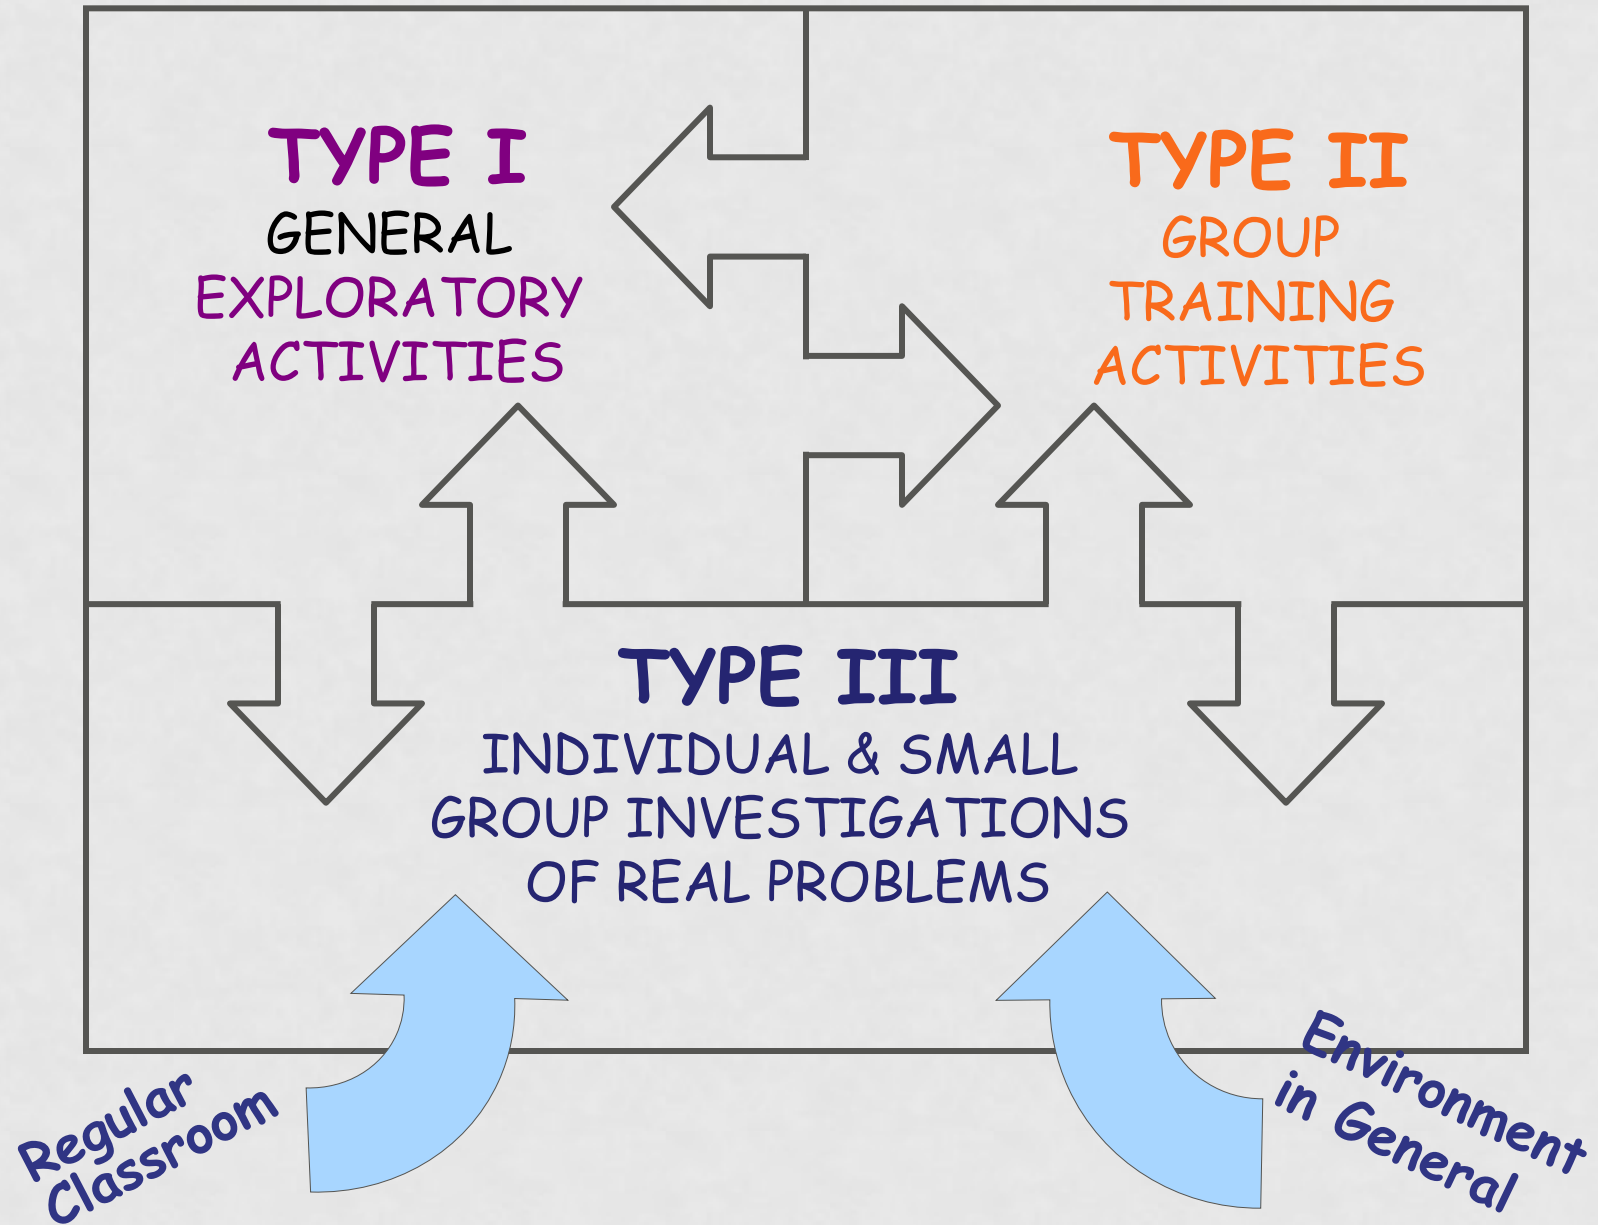 TYPE I
GENERAL
EXPLORATORY
ACTIVITIES
TYPE II
GROUP
TRAINING
ACTIVITIES
TYPE III
INDIVIDUAL & SMALL
GROUP INVESTIGATIONS
OF REAL PROBLEMS
Regular
Classroom
Environment
in General